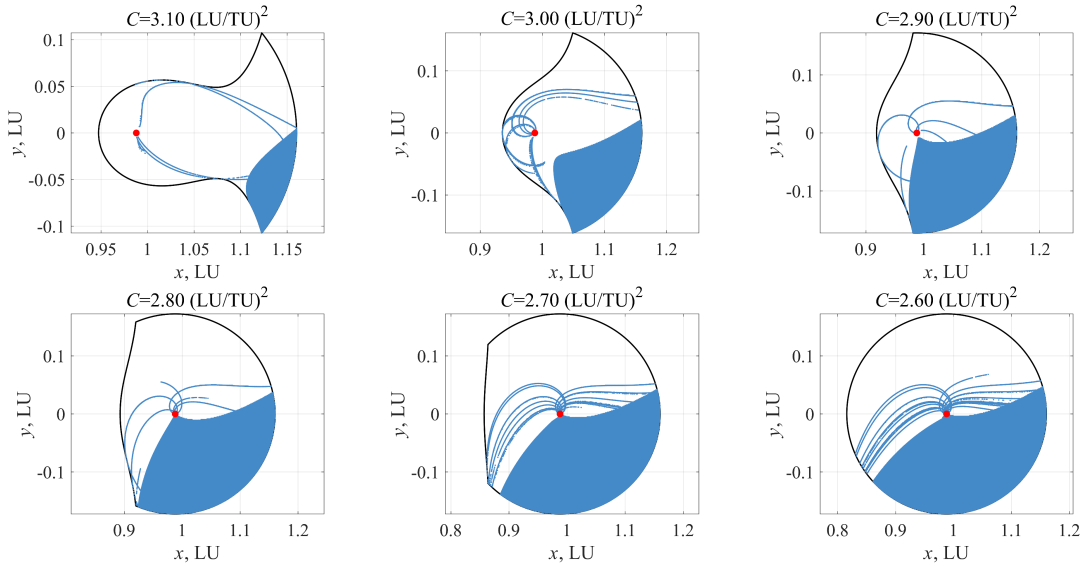 C=3.10 (LU/TU)²
0.1
0.05
0
-0.05
-0.1
y, LU
0.95 1 1.05 1.1 1.15
x, LU
C=3.00 (LU/TU)²
0.1
0
-0.1
y, LU
0.9 1 1.1 1.2
x, LU
C=2.90 (LU/TU)²
0.1
0
-0.1
y, LU
0.9 1 1.1 1.2
x, LU
C=2.80 (LU/TU)²
0.1
0
-0.1
y, LU
0.9 1 1.1 1.2
x, LU
C=2.70 (LU/TU)²
0.1
0
-0.1
y, LU
0.8 0.9 1 1.1 1.2
x, LU
C=2.60 (LU/TU)²
0.1
0
-0.1
y, LU
0.8 0.9 1 1.1 1.2
x, LU